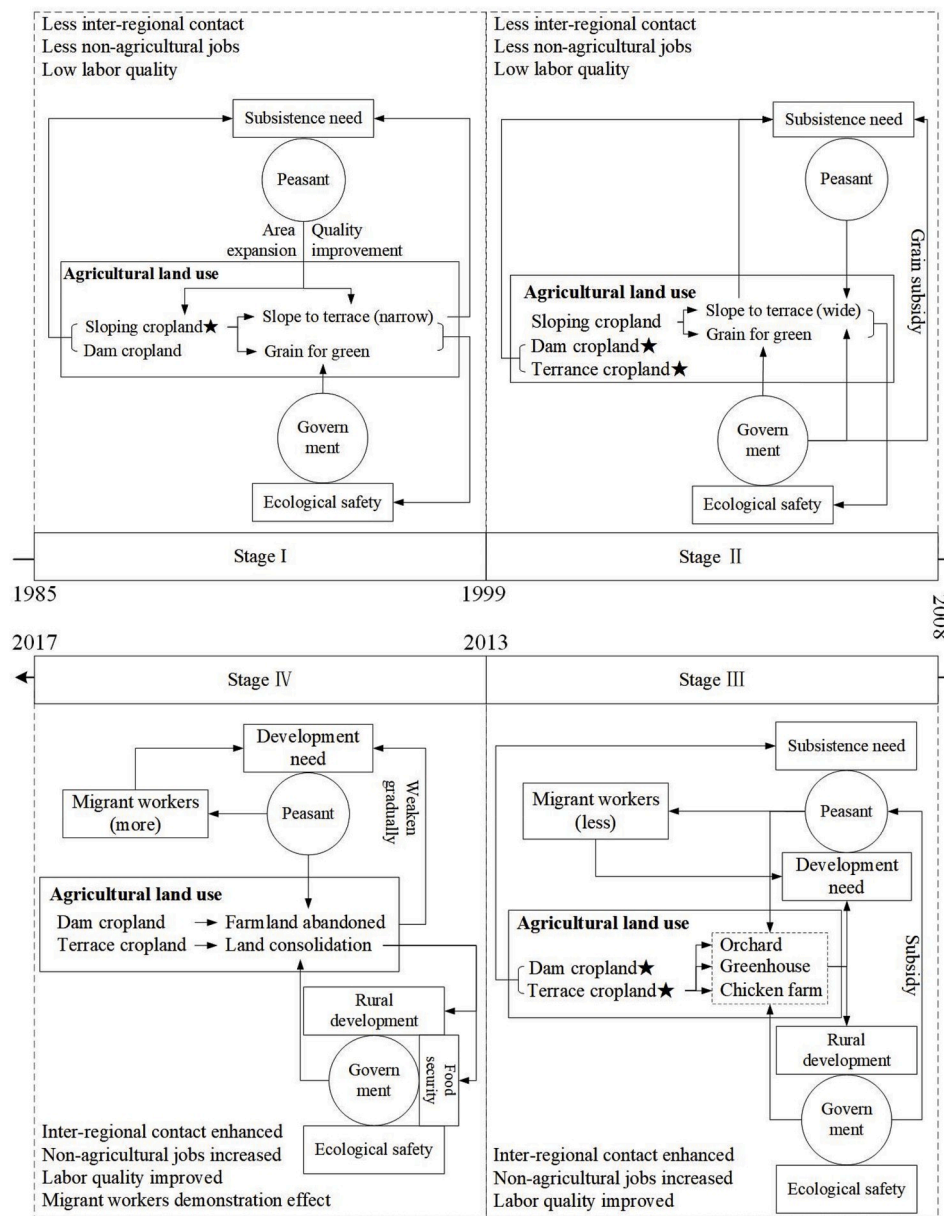 Less inter-regional contact
Less non-agricultural jobs
Low labor quality
Subsistence need
Peasant
Area
expansion
Quality
improvement
Agricultural land use
Sloping cropland★
Dam cropland
Slope to terrace (narrow)
Grain for green
Govern
ment
Ecological safety
Stage I
Less inter-regional contact
Less non-agricultural jobs
Low labor quality
Subsistence need
Peasant
Grain subsidy
Agricultural land use
Sloping cropland
Dam cropland★
Terrance cropland★
Slope to terrace (wide)
Grain for green
Govern
ment
Ecological safety
Stage II
1985
1999
2008
2017
2013
Stage IV
Development
need
Migrant workers
(more)
Peasant
Weaken
gradually
Agricultural land use
Dam cropland
Terrace cropland
Farmland abandoned
Land consolidation
Rural
development
Govern
ment
Food
security
Ecological safety
Inter-regional contact enhanced
Non-agricultural jobs increased
Labor quality improved
Migrant workers demonstration effect
Stage III
Subsistence need
Migrant workers
(less)
Peasant
Development
need
Agricultural land use
Dam cropland★
Terrace cropland★
Orchard
Greenhouse
Chicken farm
Subsidy
Rural
development
Govern
ment
Ecological safety
Inter-regional contact enhanced
Non-agricultural jobs increased
Labor quality improved